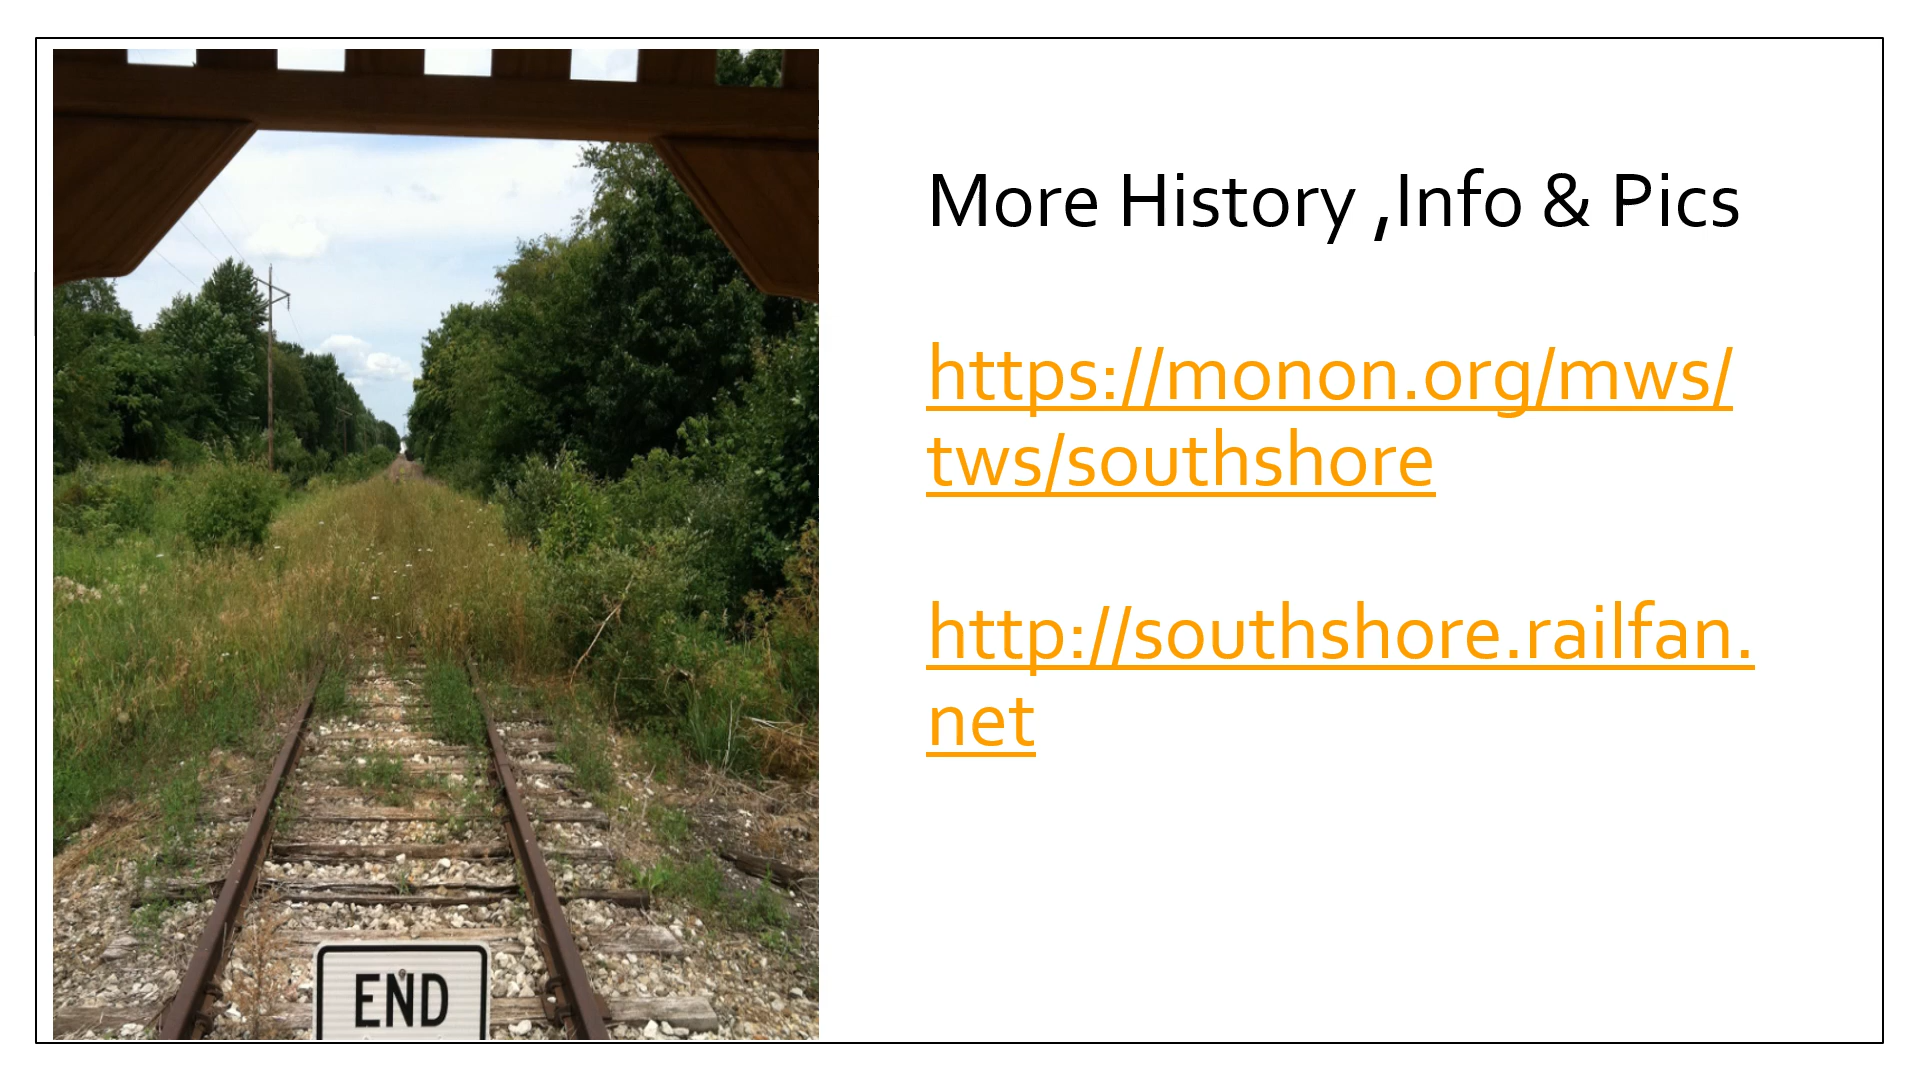 More History ,Info & Pics
https://monon.org/mws/
tws/southshore
http://southshore.railfan.
net
END